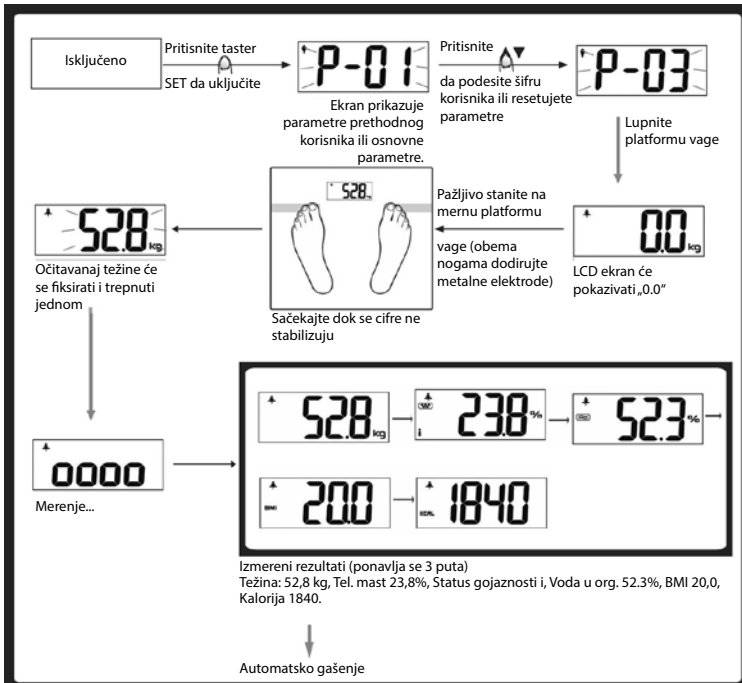 Isključeno
Pritisnite taster
SET da uključite
P-01
Ekran prikazuje
parametre prethodnog
korisnika ili osnovne
parametre.
Pritisnite
da podesite šifru
korisnika ili resetujete
parametre
P-03
Lupnite
platformu vage
0.0 kg
LCD ekran će
pokazivati „0.0“
Pažljivo stanite na
mernu platformu
vage (obema
nogama dodirujte
metalne elektrode)
52.8 kg
Sačekajte dok se cifre ne
stabilizuju
52.8 kg
Očitavanaj težine će
se fiksirati i trepnuti
jednom
0000
Merenje...
52.8 kg
23.8 %
i
52.3 %
BMI 20.0
KCAL 1840
Izmereni rezultati (ponavlja se 3 puta)
Težina: 52,8 kg, Tel. mast 23,8%, Status gojaznosti i, Voda u org. 52.3%, BMI 20,0,
Kalorija 1840.
Automatsko gašenje